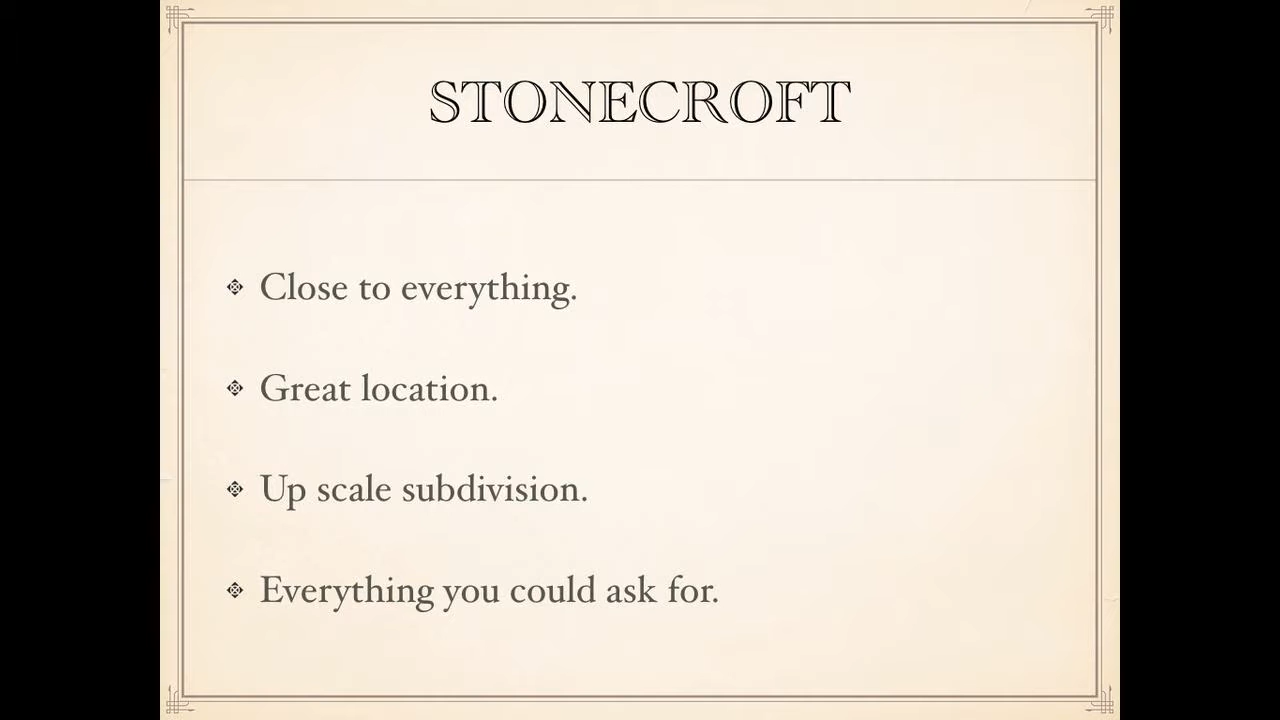 STONECROFT
Close to everything.
Great location.
Up scale subdivision.
Everything you could ask for.